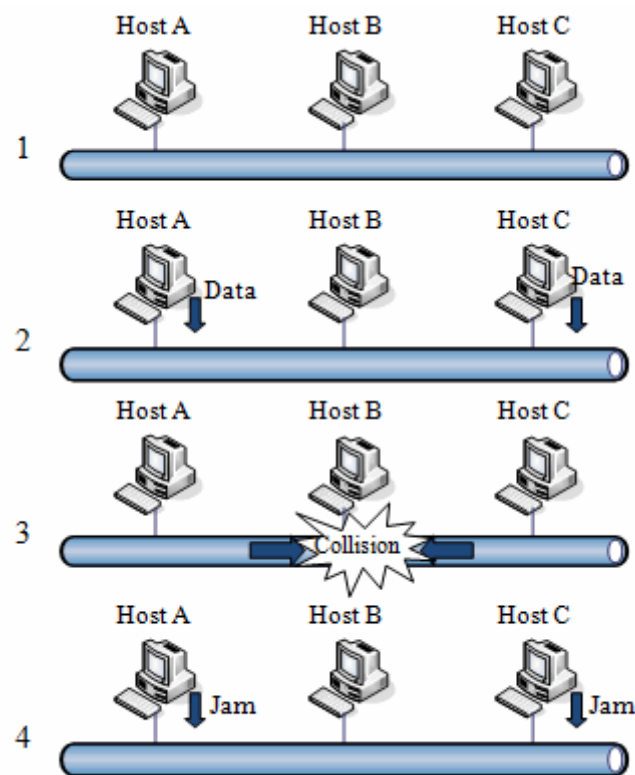 Host A Host B Host C
1
Host A Host B Host C
Data Data
2
Host A Host B Host C
3 Collision
Host A Host B Host C
Jam Jam
4